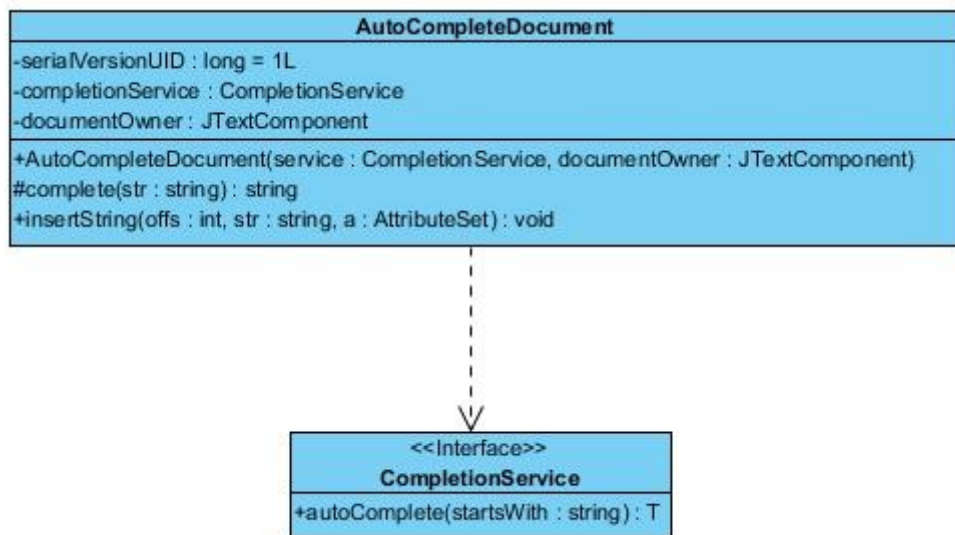 AutoCompleteDocument
-serialVersionUID : long = 1L
-completionService : CompletionService
-documentOwner : JTextComponent
+AutoCompleteDocument(service : CompletionService, documentOwner : JTextComponent)
#complete(str : string) : string
+insertString(offs : int, str : string, a : AttributeSet) : void
<<Interface>>
CompletionService
+autoComplete(startsWith : string) : T